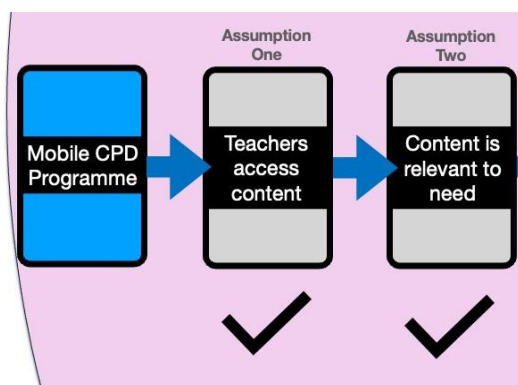 Assumption
One
Assumption
Two
Mobile CPD
Programme
Teachers
access
content
Content is
relevant to
need